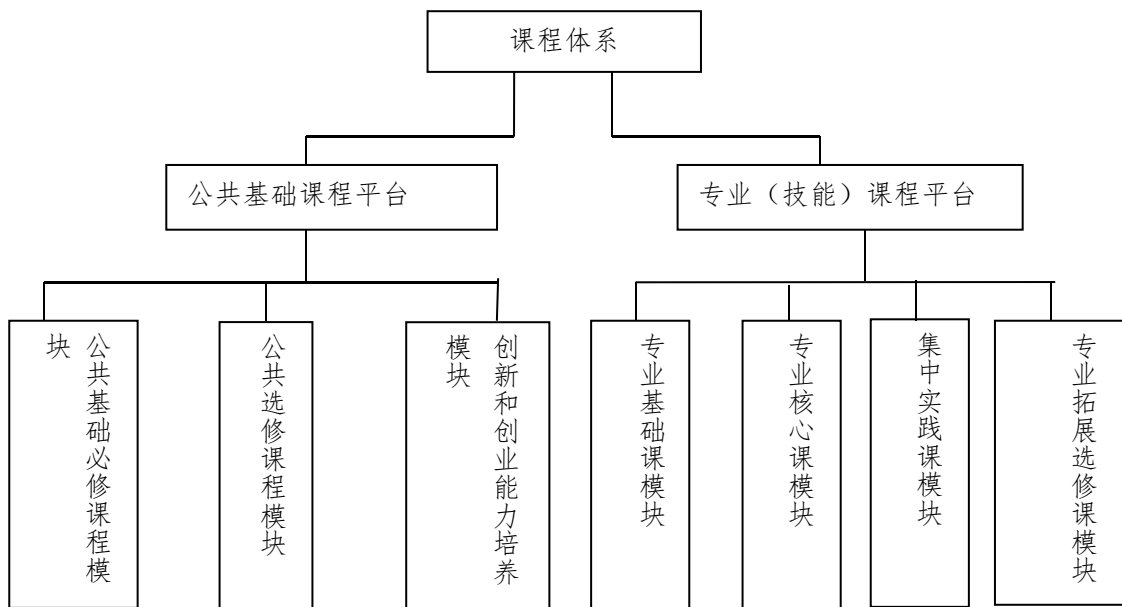 课程体系
公共基础课程平台
专业（技能）课程平台
公共基础必修课程模
块
公共选修课程模块
创新和创业能力培养
模块
专业基础课模块
专业核心课模块
集中实践课模块
专业拓展选修课模块